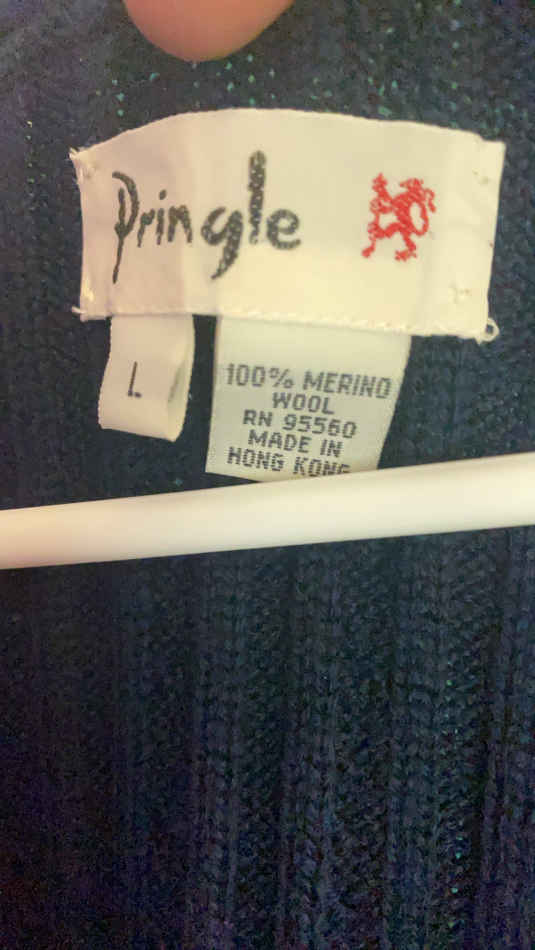 Pringle
L
100% MERINO
WOOL
RN 95560
MADE IN
HONG KONG